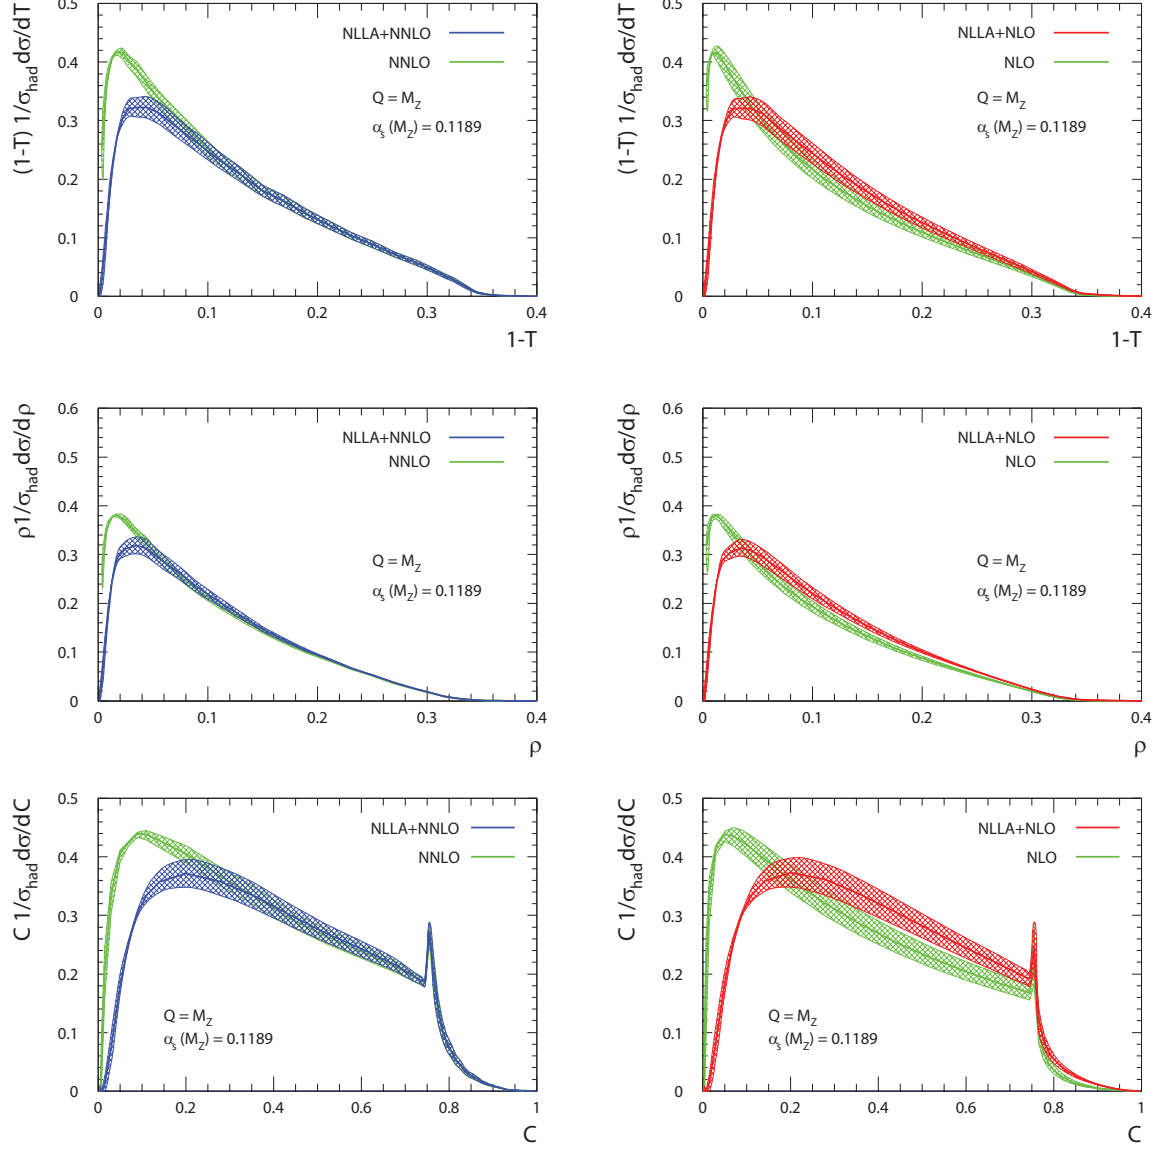 (1-T) 1/σhad dσ/dT
0.5
0.4
0.3
0.2
0.1
0
NLLA+NNLO
NNLO
Q = MZ
αs (MZ) = 0.1189
0 0.1 0.2 0.3 0.4
1-T
(1-T) 1/σhad dσ/dT
0.5
0.4
0.3
0.2
0.1
0
NLLA+NLO
NLO
Q = MZ
αs (MZ) = 0.1189
0 0.1 0.2 0.3 0.4
1-T
ρ1/σhad dσ/dρ
0.6
0.5
0.4
0.3
0.2
0.1
0
NLLA+NNLO
NNLO
Q = MZ
αs (MZ) = 0.1189
0 0.1 0.2 0.3 0.4
ρ
ρ1/σhad dσ/dρ
0.6
0.5
0.4
0.3
0.2
0.1
0
NLLA+NLO
NLO
Q = MZ
αs (MZ) = 0.1189
0 0.1 0.2 0.3 0.4
ρ
C 1/σhad dσ/dC
0.5
0.4
0.3
0.2
0.1
0
NLLA+NNLO
NNLO
Q = MZ
αs (MZ) = 0.1189
0 0.2 0.4 0.6 0.8 1
C
C 1/σhad dσ/dC
0.5
0.4
0.3
0.2
0.1
0
NLLA+NLO
NLO
Q = MZ
αs (MZ) = 0.1189
0 0.2 0.4 0.6 0.8 1
C